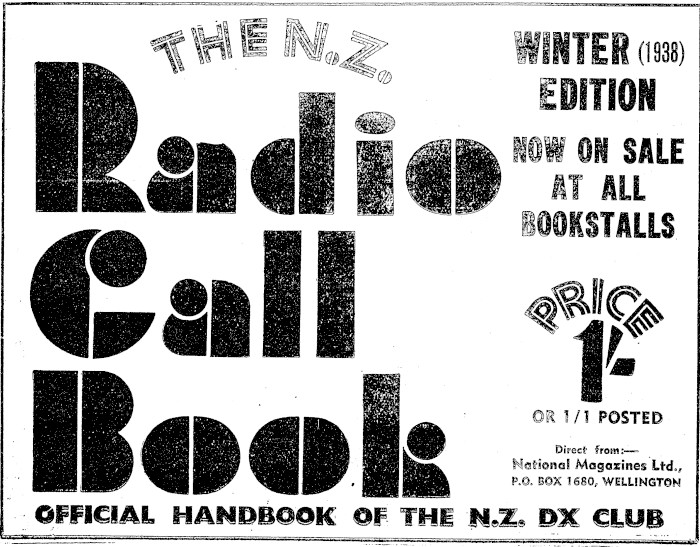 THE N.Z.
Radio
Call
Book
WINTER (1938)
EDITION
NOW ON SALE
AT ALL
BOOKSTALLS
PRICE
1/-
OR 1/1 POSTED
Direct from:—
National Magazines Ltd.,
P.O. BOX 1680, WELLINGTON
OFFICIAL HANDBOOK OF THE N.Z. DX CLUB